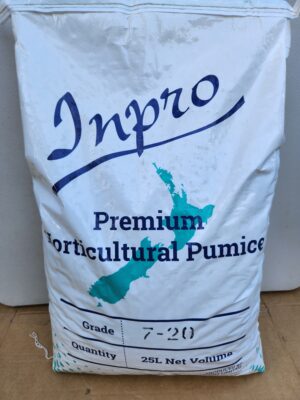 Inpro
Premium
Horticultural Pumice
Grade 7-20
Quantity 25L Net Volume